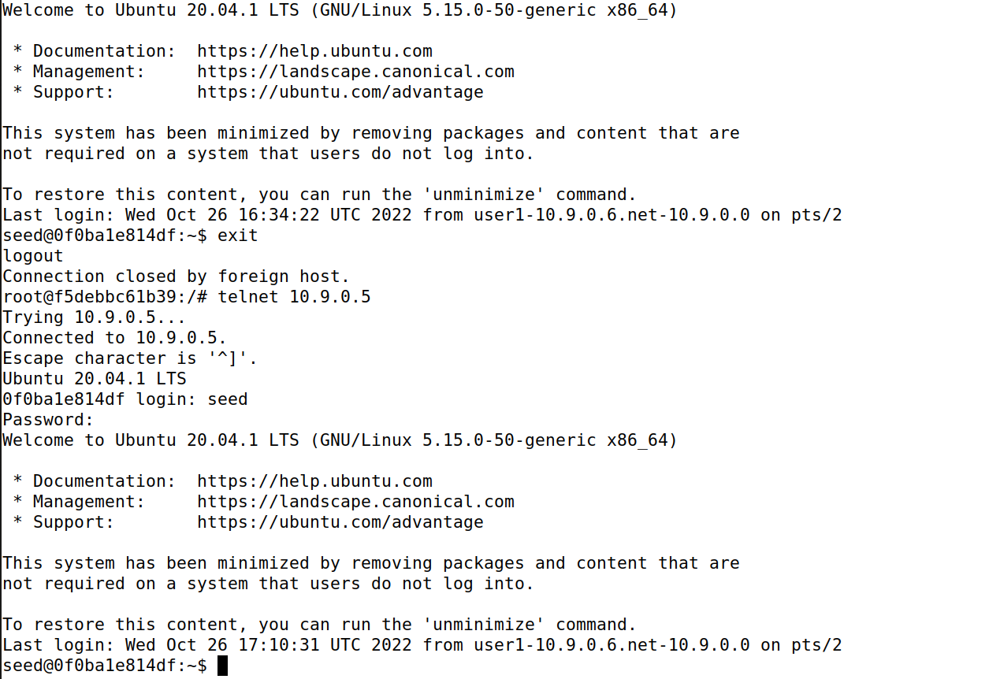 Welcome to Ubuntu 20.04.1 LTS (GNU/Linux 5.15.0-50-generic x86_64)

 * Documentation:  https://help.ubuntu.com
 * Management:     https://landscape.canonical.com
 * Support:        https://ubuntu.com/advantage

This system has been minimized by removing packages and content that are
not required on a system that users do not log into.

To restore this content, you can run the 'unminimize' command.
Last login: Wed Oct 26 16:34:22 UTC 2022 from user1-10.9.0.6.net-10.9.0.0 on pts/2
seed@0f0ba1e814df:~$ exit
logout
Connection closed by foreign host.
root@f5debbc61b39:/# telnet 10.9.0.5
Trying 10.9.0.5...
Connected to 10.9.0.5.
Escape character is '^]'.
Ubuntu 20.04.1 LTS
0f0ba1e814df login: seed
Password:
Welcome to Ubuntu 20.04.1 LTS (GNU/Linux 5.15.0-50-generic x86_64)

 * Documentation:  https://help.ubuntu.com
 * Management:     https://landscape.canonical.com
 * Support:        https://ubuntu.com/advantage

This system has been minimized by removing packages and content that are
not required on a system that users do not log into.

To restore this content, you can run the 'unminimize' command.
Last login: Wed Oct 26 17:10:31 UTC 2022 from user1-10.9.0.6.net-10.9.0.0 on pts/2
seed@0f0ba1e814df:~$